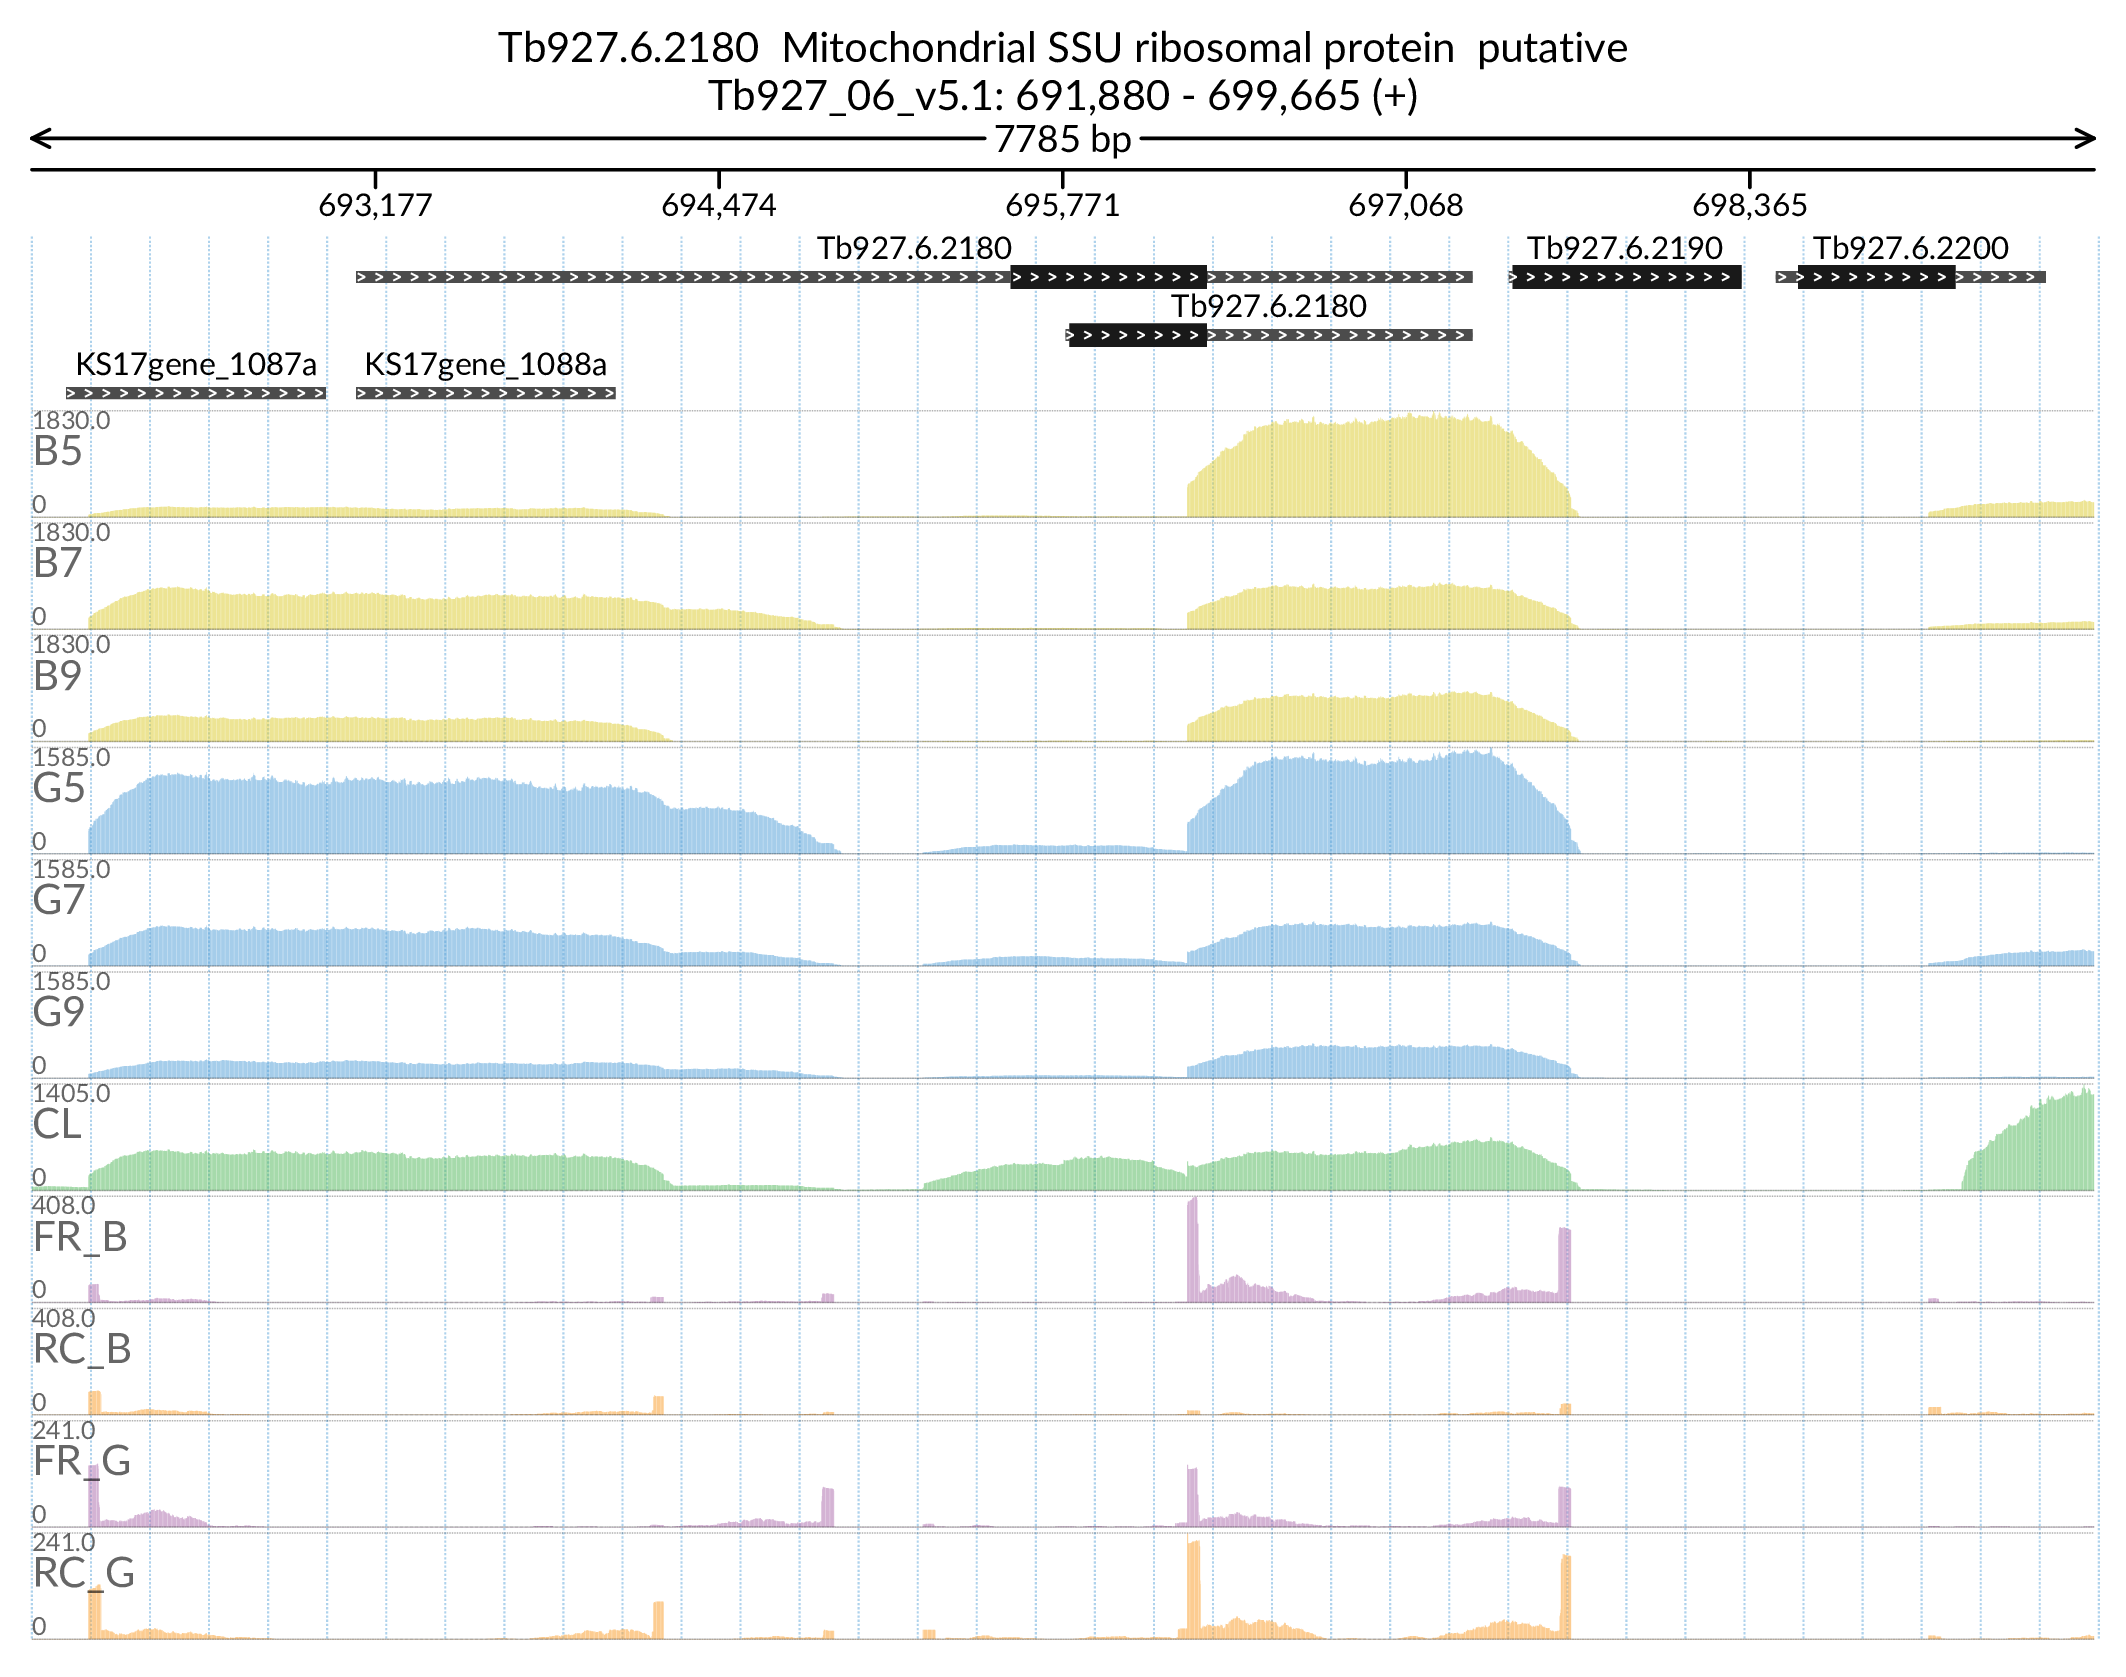 Tb927.6.2180  Mitochondrial SSU ribosomal protein  putative
Tb927_06_v5.1: 691,880 - 699,665 (+)
7785 bp
693,177 694,474 695,771 697,068 698,365
Tb927.6.2180 Tb927.6.2190 Tb927.6.2200
Tb927.6.2180
KS17gene_1087a KS17gene_1088a
1830.0
B5
0
1830.0
B7
0
1830.0
B9
0
1585.0
G5
0
1585.0
G7
0
1585.0
G9
0
1405.0
CL
0
408.0
FR_B
0
408.0
RC_B
0
241.0
FR_G
0
241.0
RC_G
0